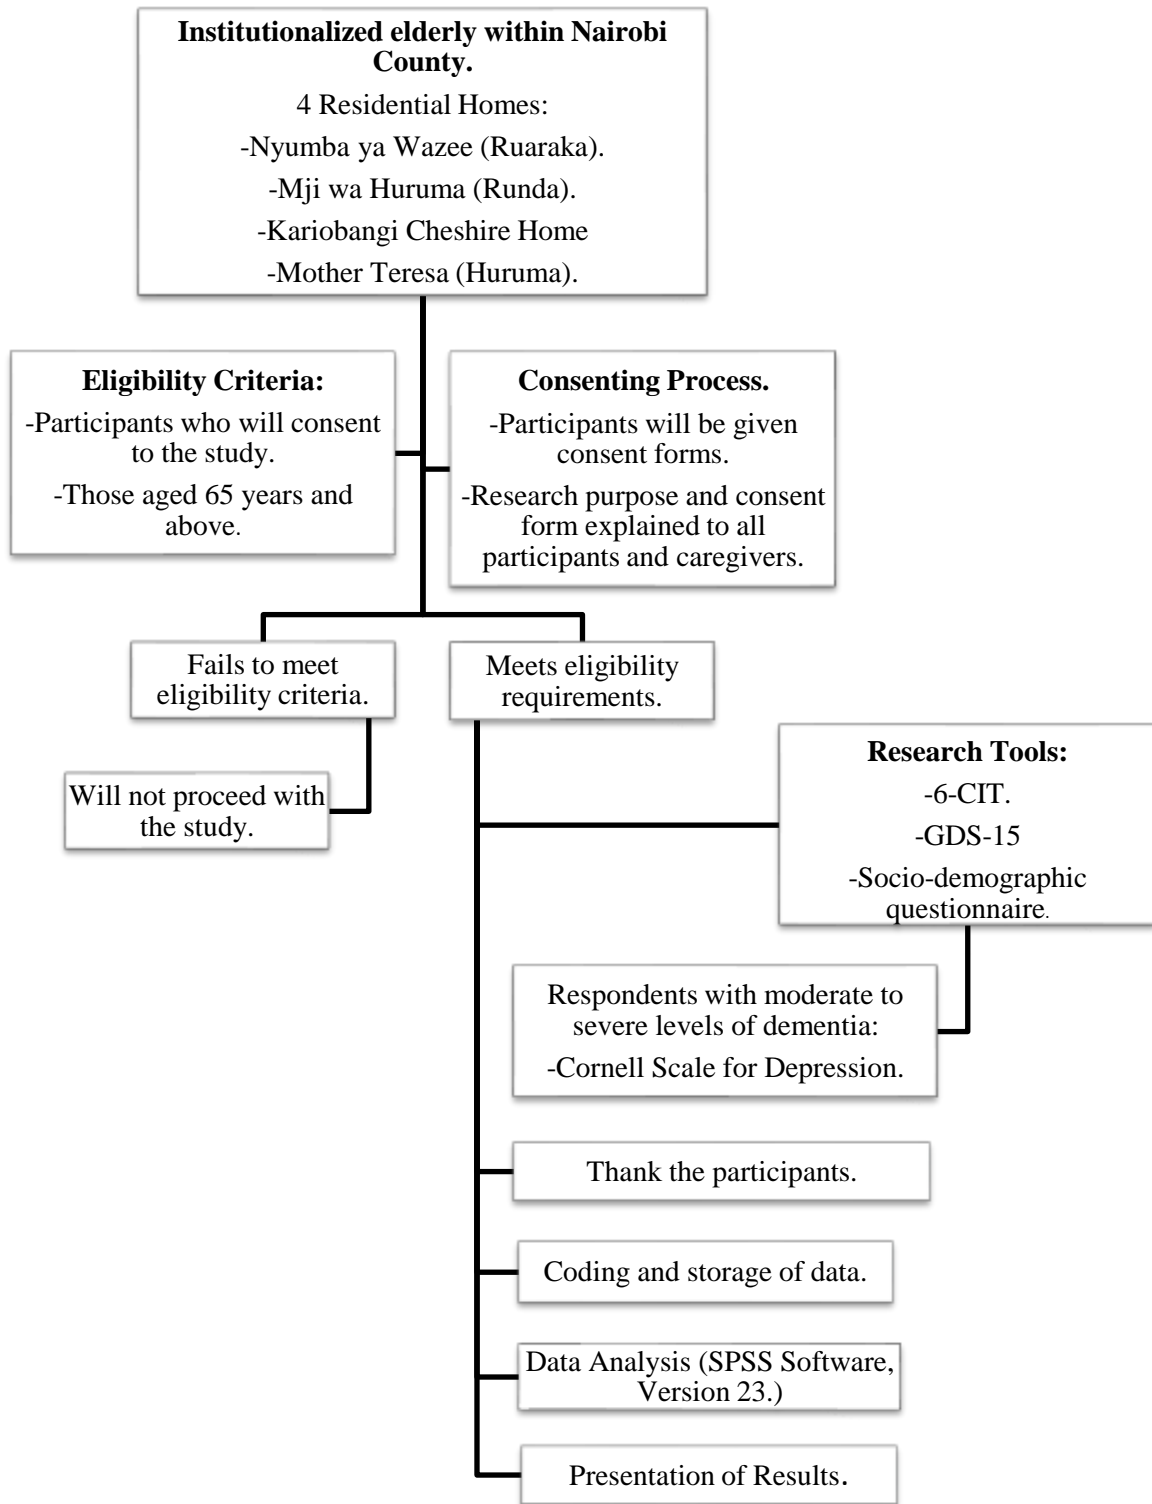 Institutionalized elderly within Nairobi
County.
4 Residential Homes:
-Nyumba ya Wazee (Ruaraka).
-Mji wa Huruma (Runda).
-Kariobangi Cheshire Home
-Mother Teresa (Huruma).
Eligibility Criteria:
-Participants who will consent
to the study.
-Those aged 65 years and
above.
Consenting Process.
-Participants will be given
consent forms.
-Research purpose and consent
form explained to all
participants and caregivers.
Fails to meet
eligibility criteria.
Meets eligibility
requirements.
Will not proceed with
the study.
Research Tools:
-6-CIT.
-GDS-15
-Socio-demographic
questionnaire.
Respondents with moderate to
severe levels of dementia:
-Cornell Scale for Depression.
Thank the participants.
Coding and storage of data.
Data Analysis (SPSS Software,
Version 23.)
Presentation of Results.